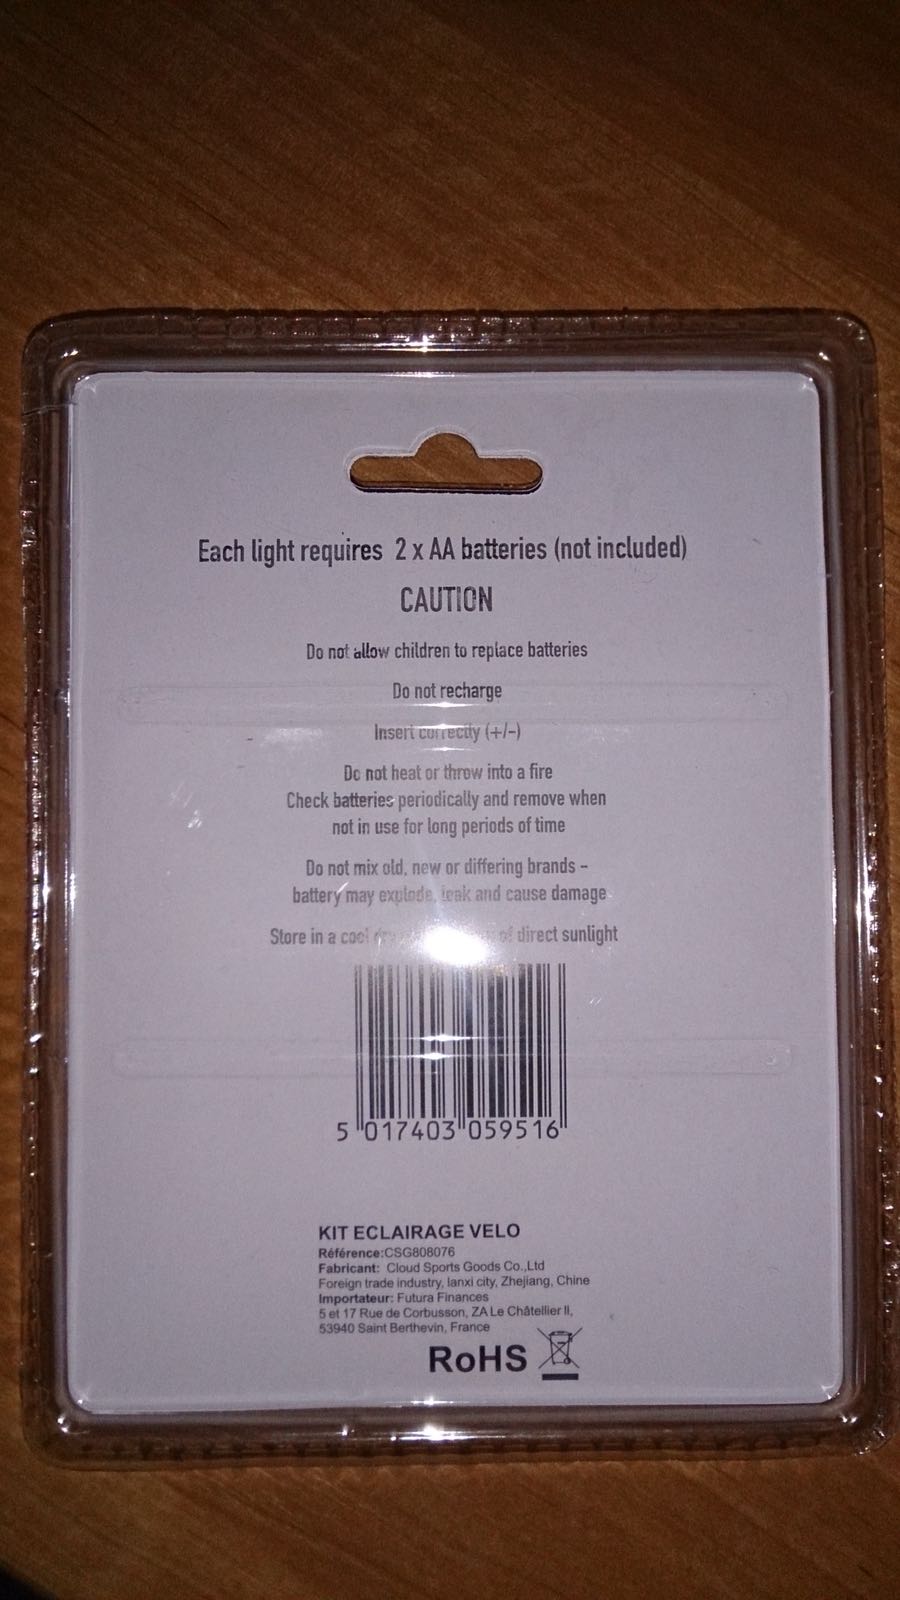 Each light requires 2 x AA batteries (not included)
CAUTION
Do not allow children to replace batteries
Do not recharge
Insert correctly (+/-)
Do not heat or throw into a fire
Check batteries periodically and remove when
not in use for long periods of time
Do not mix old, new or differing brands –
battery may explode, leak and cause damage
Store in a cool dry of direct sunlight
5 017403 059516
KIT ECLAIRAGE VELO
Référence:CSG808076
Fabricant: Cloud Sports Goods Co.,Ltd
Foreign trade industry, lanxi city, Zhejiang, Chine
Importateur: Futura Finances
5 et 17 Rue de Corbusson, ZA Le Châtellier II,
53940 Saint Berthevin, France
RoHS